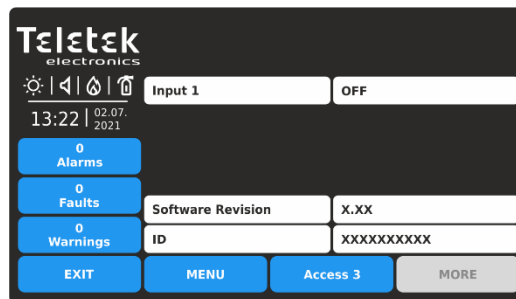 Teletek
electronics
Input 1 OFF
13:22 02.07.
2021
0
Alarms
0
Faults
Software Revision X.XX
0
Warnings
ID XXXXXXXXXX
EXIT MENU Access 3 MORE